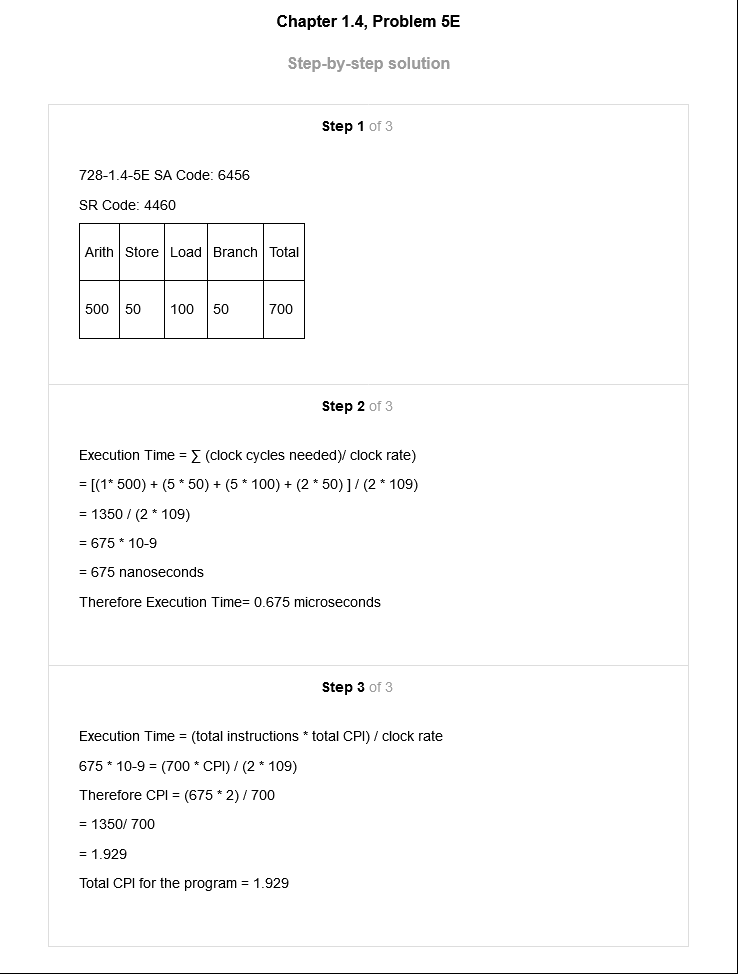 Chapter 1.4, Problem 5E
Step-by-step solution
Step 1 of 3
728-1.4-5E SA Code: 6456
SR Code: 4460
Arith Store Load Branch Total
500 50 100 50 700
Step 2 of 3
Execution Time = ∑ (clock cycles needed)/ clock rate)
= [(1* 500) + (5 * 50) + (5 * 100) + (2 * 50) ] / (2 * 109)
= 1350 / (2 * 109)
= 675 * 10-9
= 675 nanoseconds
Therefore Execution Time= 0.675 microseconds
Step 3 of 3
Execution Time = (total instructions * total CPI) / clock rate
675 * 10-9 = (700 * CPI) / (2 * 109)
Therefore CPI = (675 * 2) / 700
= 1350/ 700
= 1.929
Total CPI for the program = 1.929